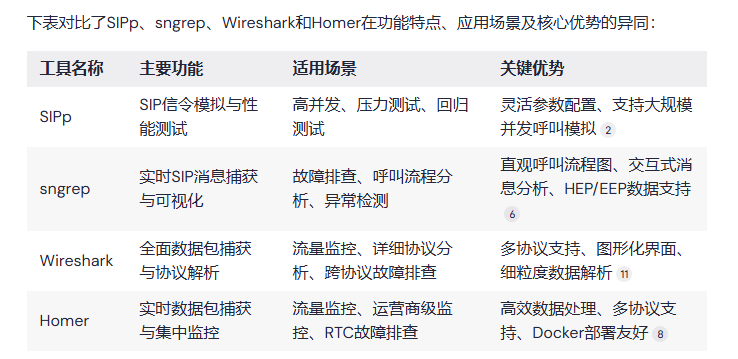 下表对比了SIPp、sngrep、Wireshark和Homer在功能特点、应用场景及核心优势的异同：
工具名称 主要功能 适用场景 关键优势
SIPp
SIP信令模拟与性
能测试
高并发、压力测试、回归
测试
灵活参数配置、支持大规模
并发呼叫模拟 2
sngrep
实时SIP消息捕获
与可视化
故障排查、呼叫流程分
析、异常检测
直观呼叫流程图、交互式消
息分析、HEP/EEP数据支持
6
Wireshark
全面数据包捕获
与协议解析
流量监控、详细协议分
析、跨协议故障排查
多协议支持、图形化界面、
细粒度数据解析 11
Homer
实时数据包捕获
与集中监控
流量监控、运营商级监
控、RTC故障排查
高效数据处理、多协议支
持、Docker部署友好 8